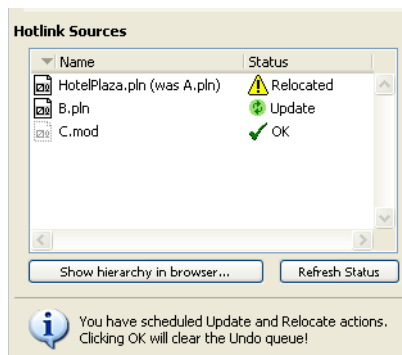 Hotlink Sources
Name Status
HotelPlaza.pln (was A.pln) Relocated
B.pln Update
C.mod OK
Show hierarchy in browser... Refresh Status
You have scheduled Update and Relocate actions.
Clicking OK will clear the Undo queue!